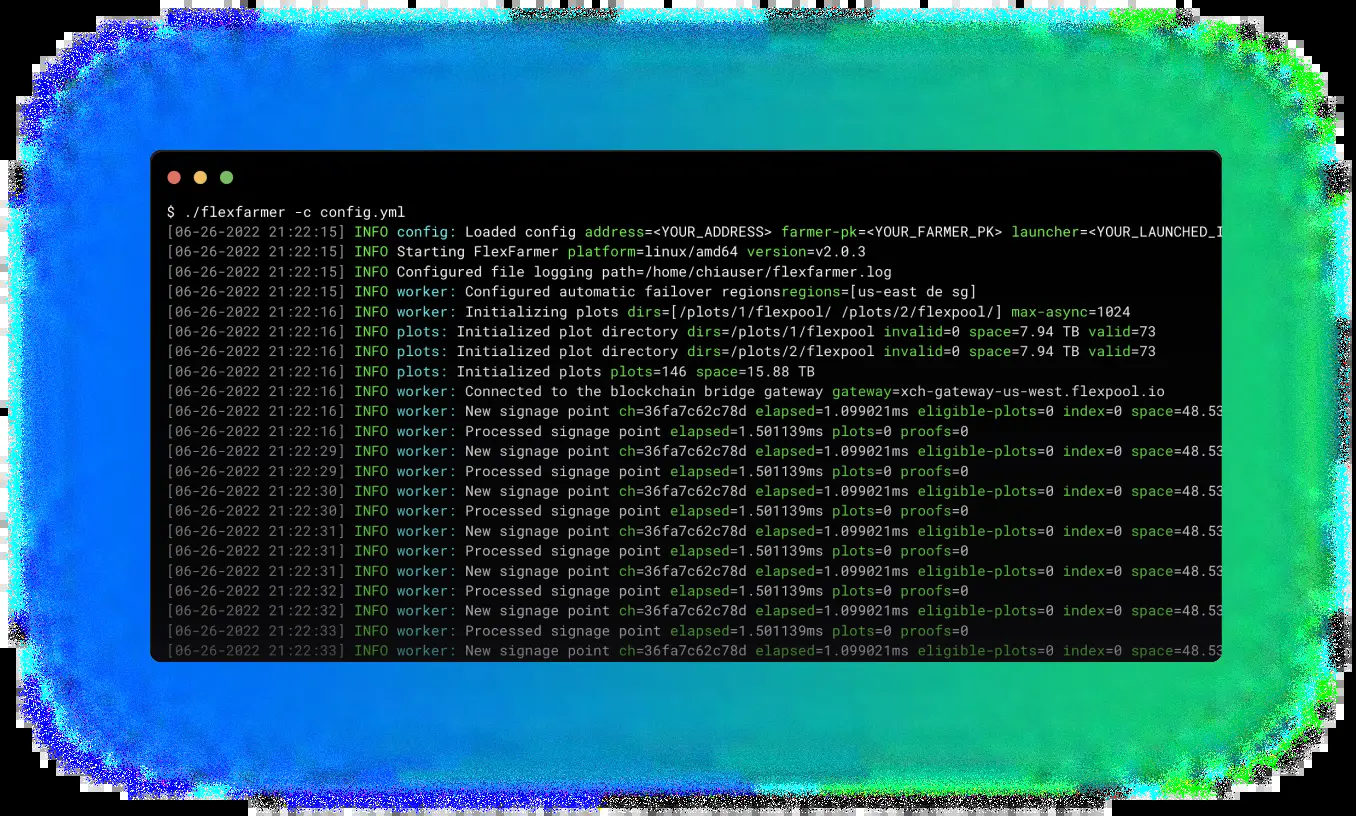 $ ./flexfarmer -c config.yml
[06-26-2022 21:22:15] INFO config: Loaded config address=<YOUR_ADDRESS> farmer-pk=<YOUR_FARMER_PK> launcher=<YOUR_LAUNCHED_I
[06-26-2022 21:22:15] INFO Starting FlexFarmer platform=linux/amd64 version=v2.0.3
[06-26-2022 21:22:15] INFO Configured file logging path=/home/chiauser/flexfarmer.log
[06-26-2022 21:22:15] INFO worker: Configured automatic failover regionsregions=[us-east de sg]
[06-26-2022 21:22:16] INFO worker: Initializing plots dirs=[/plots/1/flexpool/ /plots/2/flexpool/] max-async=1024
[06-26-2022 21:22:16] INFO plots: Initialized plot directory dirs=/plots/1/flexpool invalid=0 space=7.94 TB valid=73
[06-26-2022 21:22:16] INFO plots: Initialized plot directory dirs=/plots/2/flexpool invalid=0 space=7.94 TB valid=73
[06-26-2022 21:22:16] INFO plots: Initialized plots plots=146 space=15.88 TB
[06-26-2022 21:22:16] INFO worker: Connected to the blockchain bridge gateway gateway=xch-gateway-us-west.flexpool.io
[06-26-2022 21:22:16] INFO worker: New signage point ch=36fa7c62c78d elapsed=1.099021ms eligible-plots=0 index=0 space=48.53
[06-26-2022 21:22:16] INFO worker: Processed signage point elapsed=1.501139ms plots=0 proofs=0
[06-26-2022 21:22:29] INFO worker: New signage point ch=36fa7c62c78d elapsed=1.099021ms eligible-plots=0 index=0 space=48.53
[06-26-2022 21:22:29] INFO worker: Processed signage point elapsed=1.501139ms plots=0 proofs=0
[06-26-2022 21:22:30] INFO worker: New signage point ch=36fa7c62c78d elapsed=1.099021ms eligible-plots=0 index=0 space=48.53
[06-26-2022 21:22:30] INFO worker: Processed signage point elapsed=1.501139ms plots=0 proofs=0
[06-26-2022 21:22:31] INFO worker: New signage point ch=36fa7c62c78d elapsed=1.099021ms eligible-plots=0 index=0 space=48.53
[06-26-2022 21:22:31] INFO worker: Processed signage point elapsed=1.501139ms plots=0 proofs=0
[06-26-2022 21:22:31] INFO worker: New signage point ch=36fa7c62c78d elapsed=1.099021ms eligible-plots=0 index=0 space=48.53
[06-26-2022 21:22:32] INFO worker: Processed signage point elapsed=1.501139ms plots=0 proofs=0
[06-26-2022 21:22:32] INFO worker: New signage point ch=36fa7c62c78d elapsed=1.099021ms eligible-plots=0 index=0 space=48.53
[06-26-2022 21:22:33] INFO worker: Processed signage point elapsed=1.501139ms plots=0 proofs=0
[06-26-2022 21:22:33] INFO worker: New signage point ch=36fa7c62c78d elapsed=1.099021ms eligible-plots=0 index=0 space=48.53